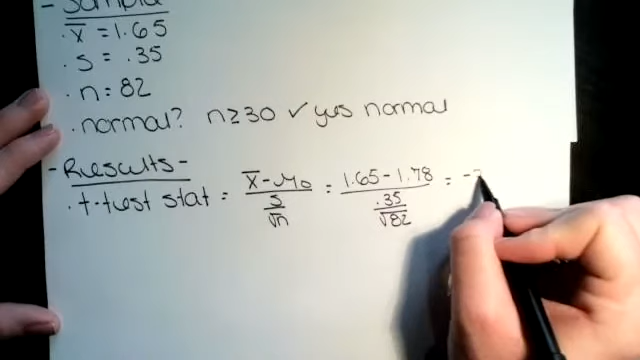 - Sample
. x̄ = 1.65
. s = .35
. n = 82
. normal? n ≥ 30 ✓ yes normal
- Results -
. t-test stat = x̄ - μ₀ / s/√n = 1.65 - 1.78 / .35/√82 = -